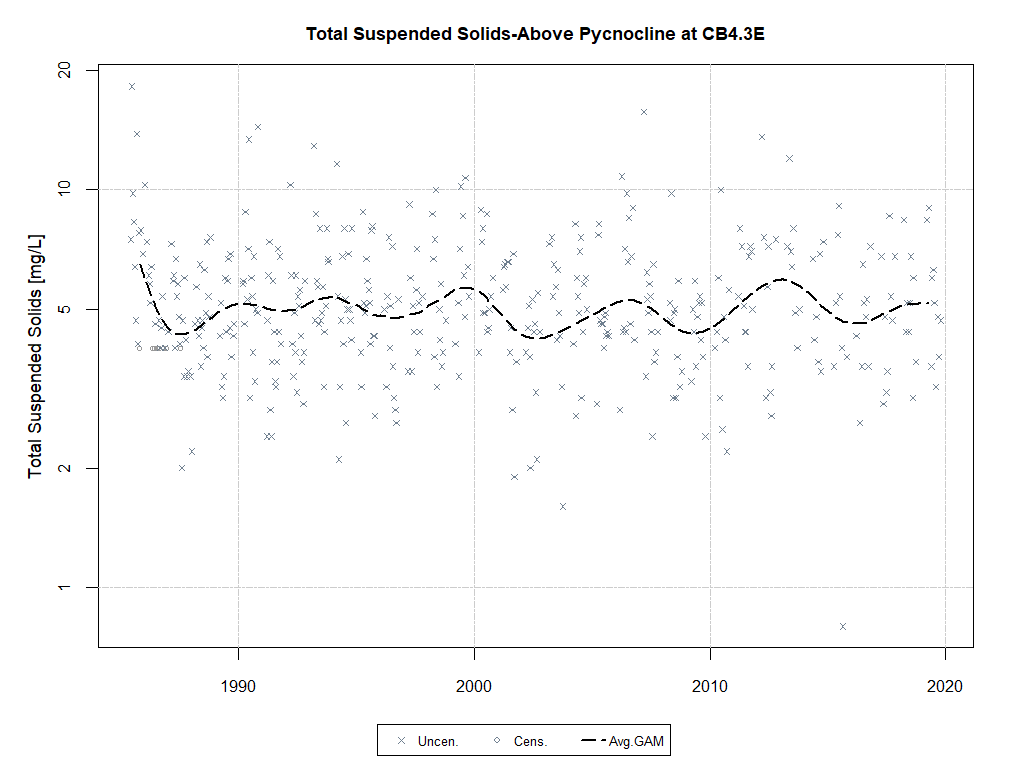 Total Suspended Solids-Above Pycnocline at CB4.3E
Total Suspended Solids [mg/L]
20
10
5
2
1
1990
2000
2010
2020
Uncen.
Cens.
Avg.GAM